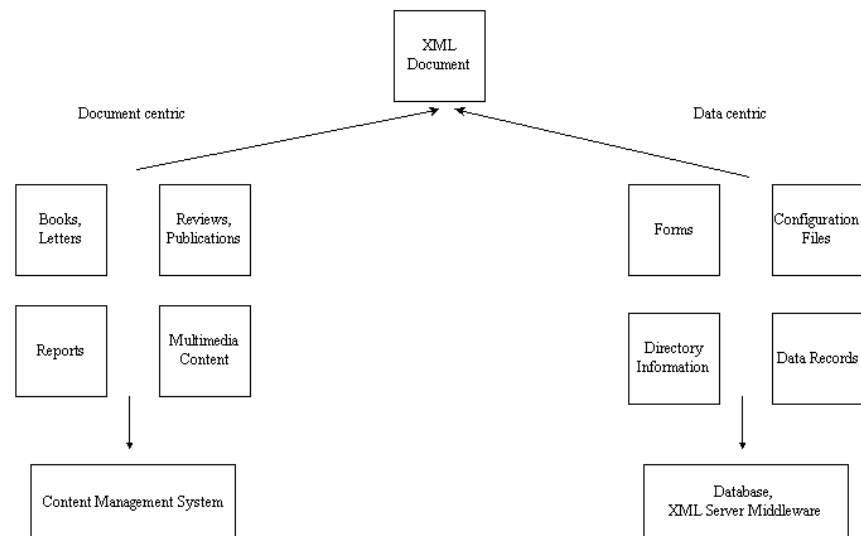 XML
Document
Document centric
Data centric
Books,
Letters
Reviews,
Publications
Forms
Configuration
Files
Reports
Multimedia
Content
Directory
Information
Data Records
Content Management System
Database,
XML Server Middleware